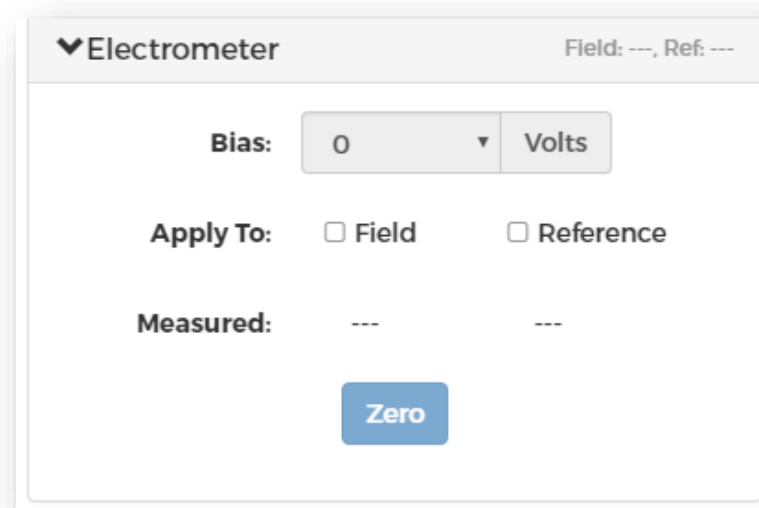 Electrometer Field: ---, Ref: ---
Bias: 0 Volts
Apply To: Field Reference
Measured: --- ---
Zero